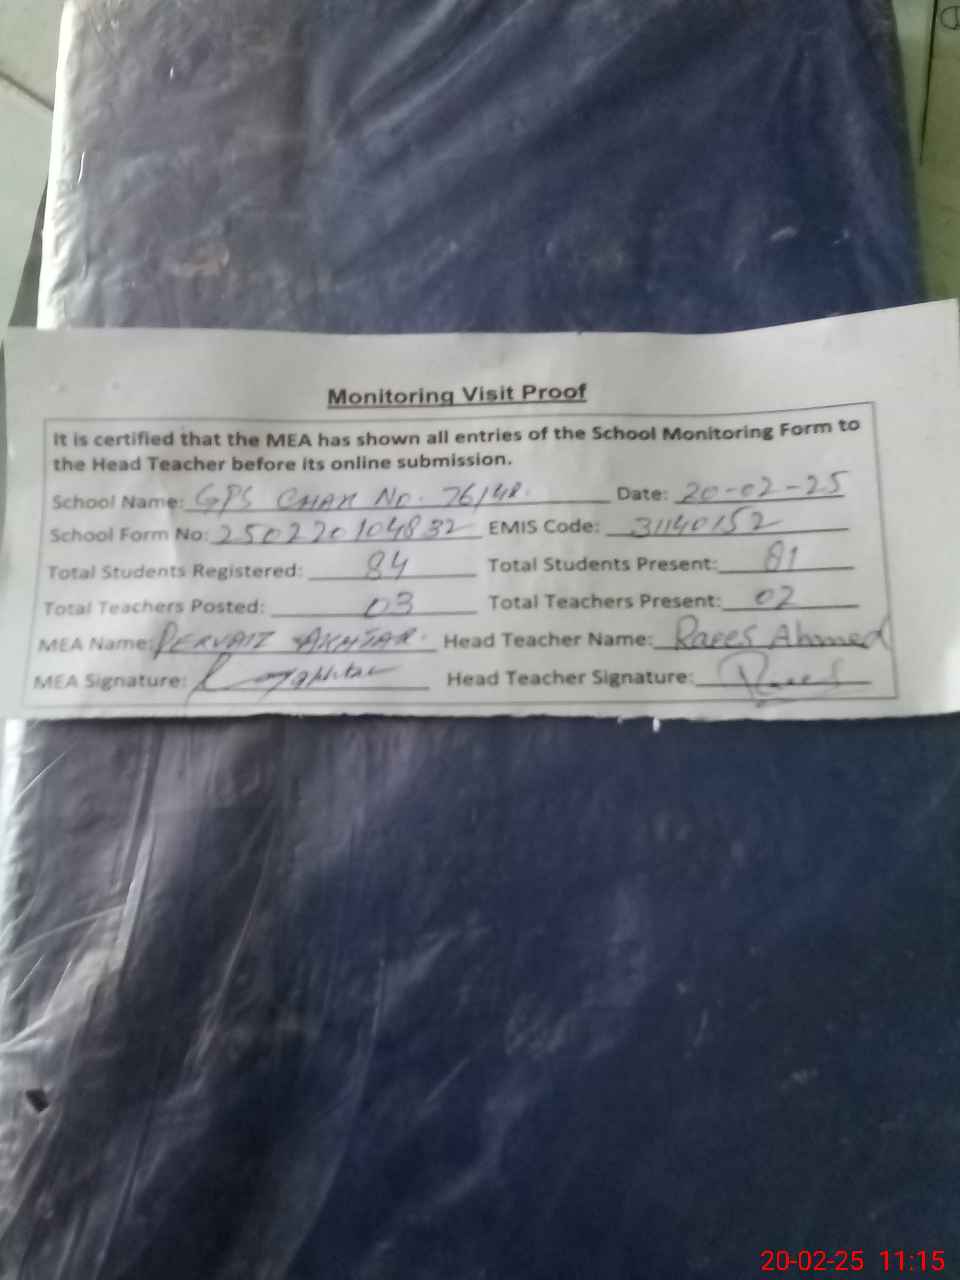 Monitoring Visit Proof
It is certified that the MEA has shown all entries of the School Monitoring Form to
the Head Teacher before its online submission.
School Name: GPS CHAK No. 76/4R. Date: 20-02-25
School Form No: 250220104832 EMIS Code: 31140152
Total Students Registered: 84 Total Students Present: 81
Total Teachers Posted: 03 Total Teachers Present: 02
MEA Name: PERVAIZ AKHTAR. Head Teacher Name: Raees Ahmed
MEA Signature: Head Teacher Signature: Raees
20-02-25 11:15